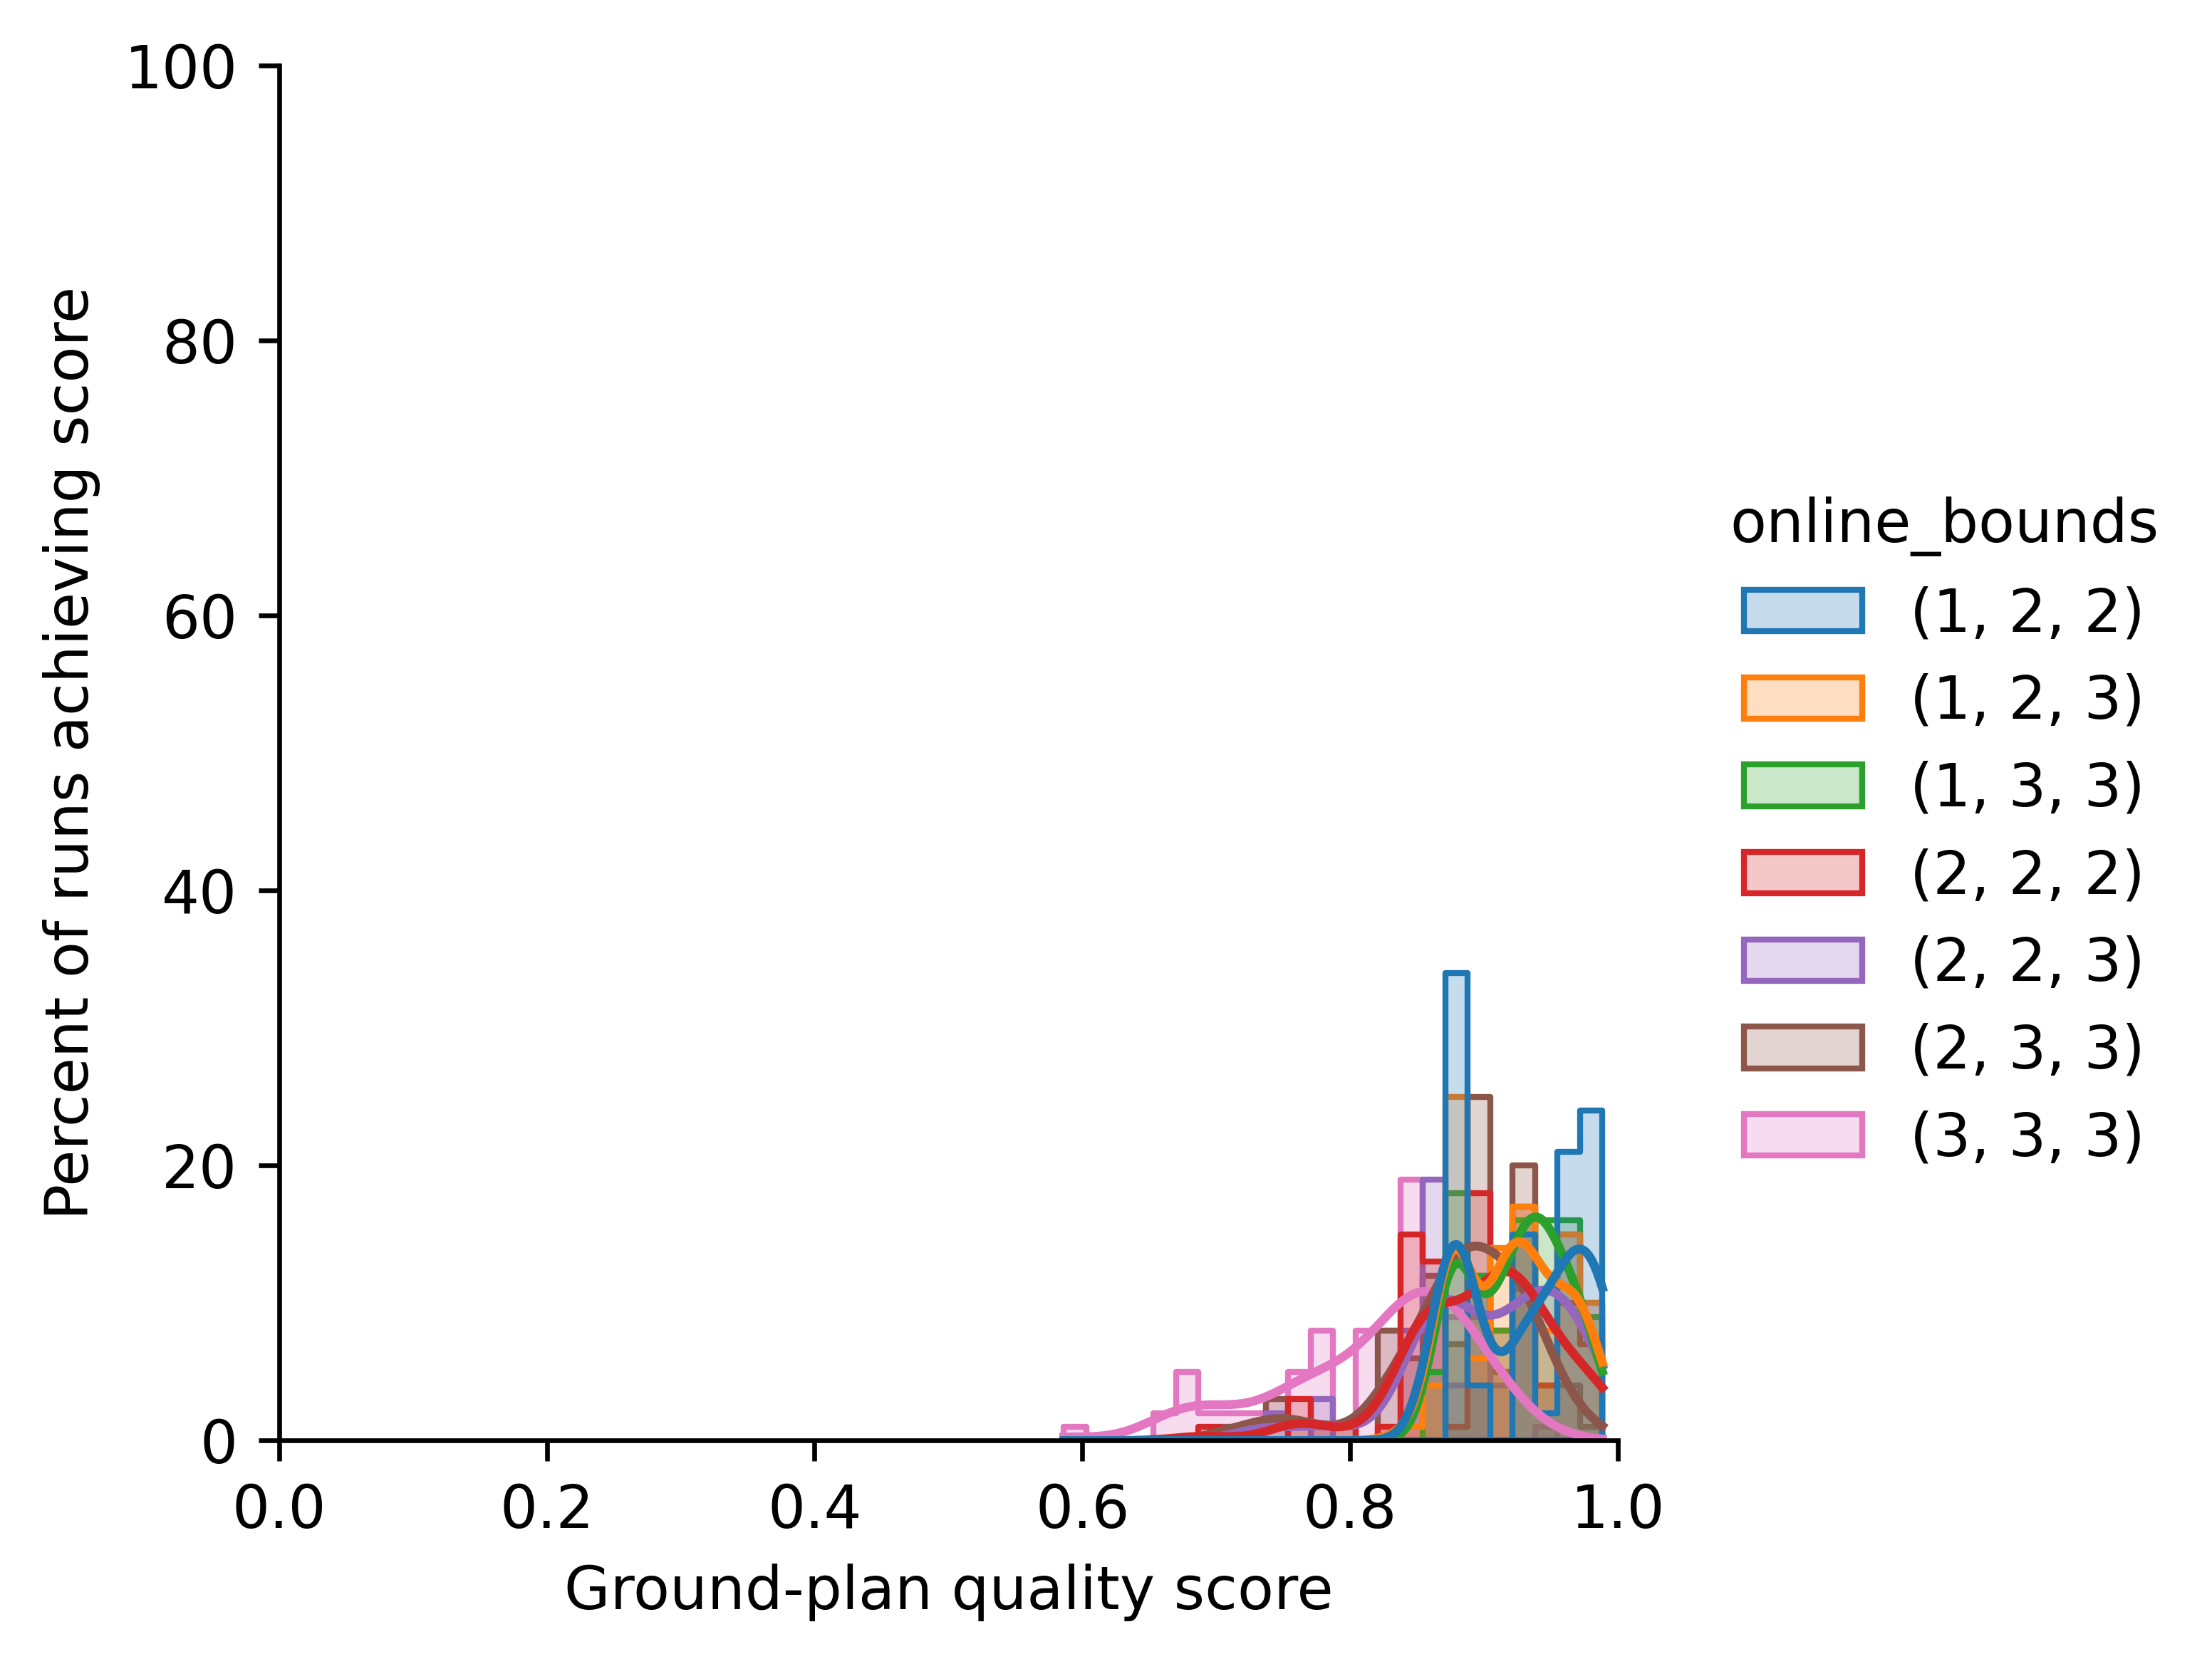 Percent of runs achieving score
100
80
60
40
20
0
0.0 0.2 0.4 0.6 0.8 1.0
Ground-plan quality score
online_bounds
(1, 2, 2)
(1, 2, 3)
(1, 3, 3)
(2, 2, 2)
(2, 2, 3)
(2, 3, 3)
(3, 3, 3)